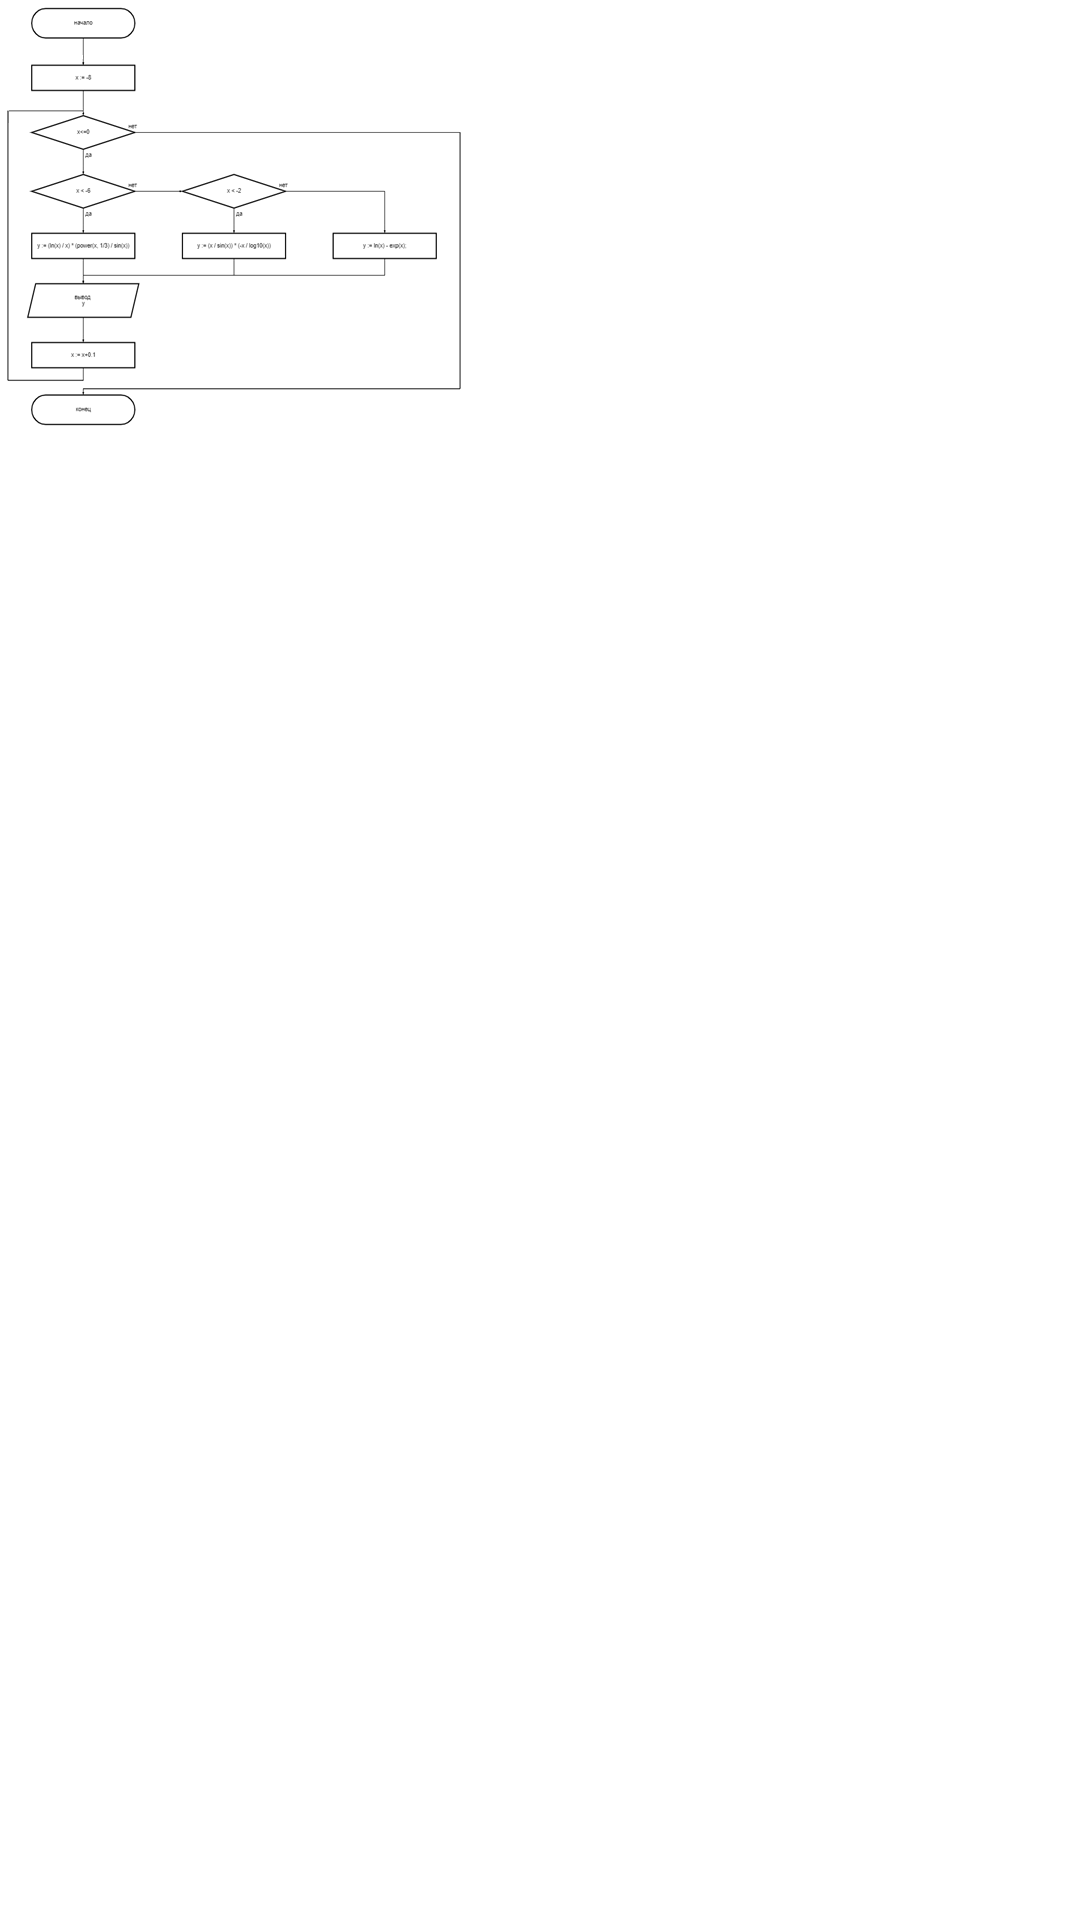 начало
x := -8
x<=0
нет
да
x < -6
нет
x < -2
нет
да
да
y := (ln(x) / x) * (power(x, 1/3) / sin(x))
y := (x / sin(x)) * (-x / log10(x))
y := ln(x) - exp(x);
вывод
y
x := x+0.1
конец